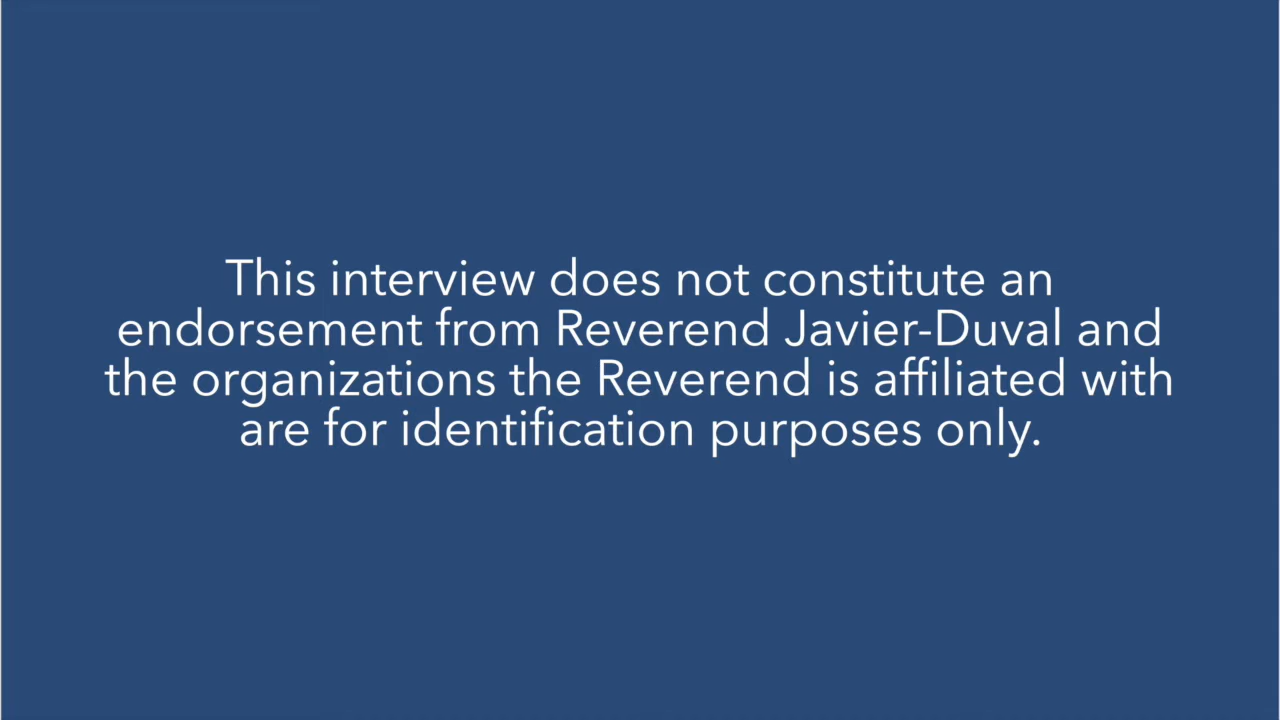 This interview does not constitute an
endorsement from Reverend Javier-Duval and
the organizations the Reverend is affiliated with
are for identification purposes only.